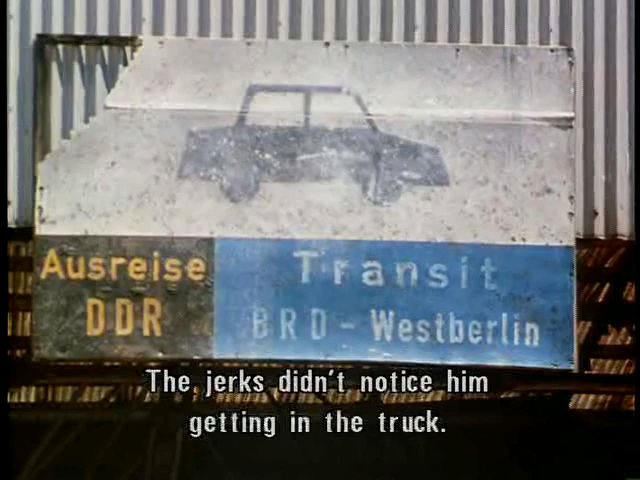 Ausreise
DDR
Transit
BRD - Westberlin
The jerks didn't notice him
getting in the truck.